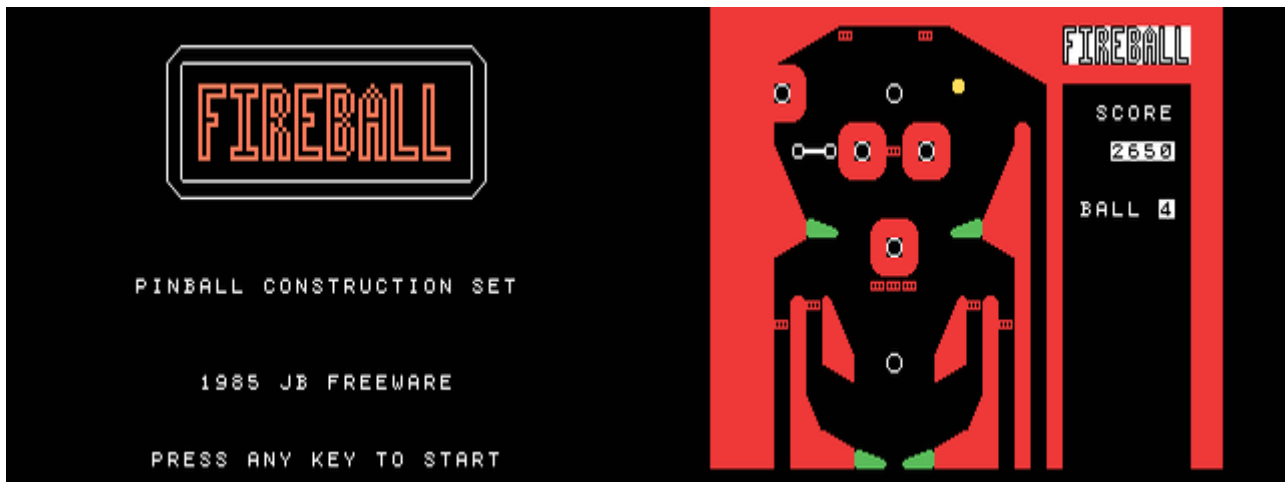 FIREBALL
PINBALL CONSTRUCTION SET
1985 JB FREEWARE
PRESS ANY KEY TO START
FIREBALL
SCORE
2650
BALL 4